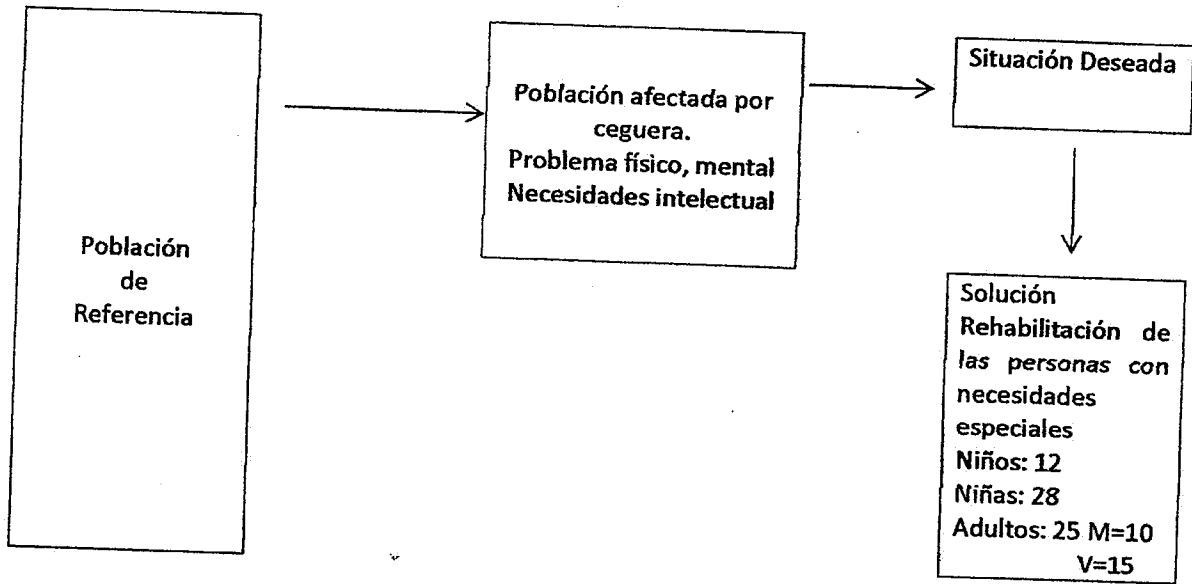 Población
de
Referencia
Población afectada por
ceguera.
Problema físico, mental
Necesidades intelectual
Situación Deseada
Solución
Rehabilitación de
las personas con
necesidades
especiales
Niños: 12
Niñas: 28
Adultos: 25 M=10
V=15